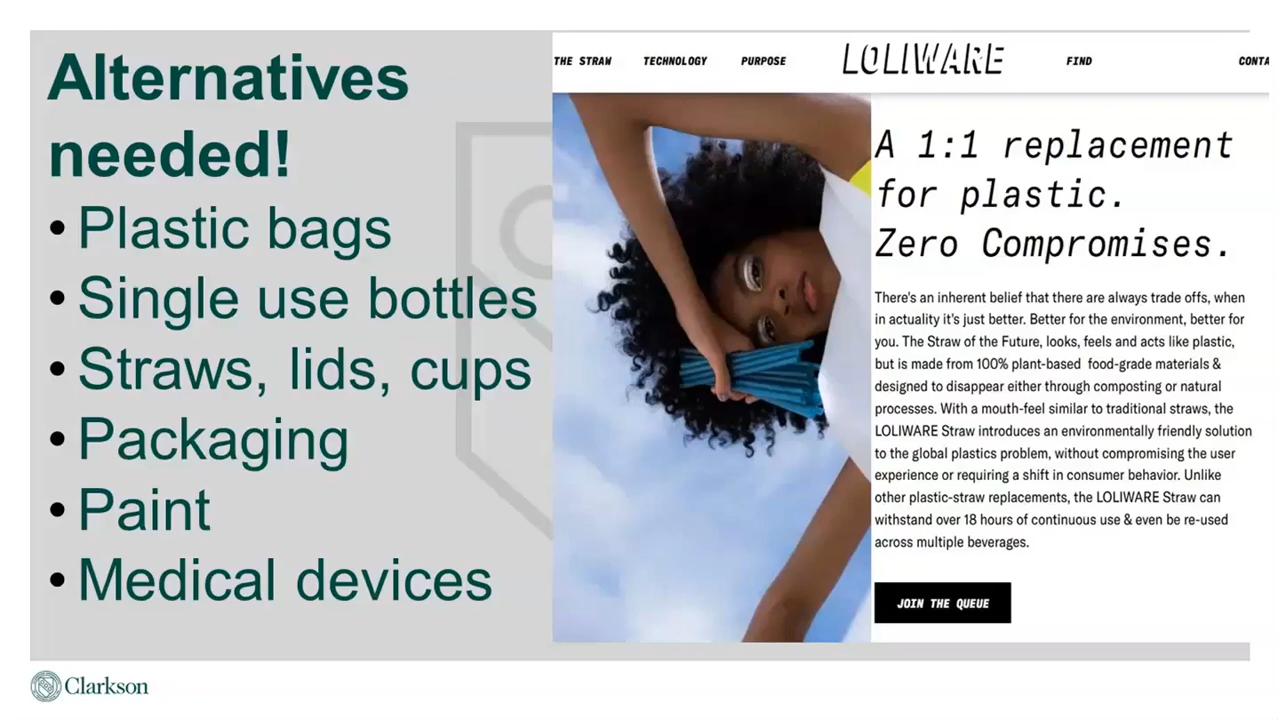 Alternatives
needed!
• Plastic bags
• Single use bottles
• Straws, lids, cups
• Packaging
• Paint
• Medical devices
THE STRAW TECHNOLOGY PURPOSE LOLIWARE FIND CONTA
A 1:1 replacement
for plastic.
Zero Compromises.
There's an inherent belief that there are always trade offs, when
in actuality it's just better. Better for the environment, better for
you. The Straw of the Future, looks, feels and acts like plastic,
but is made from 100% plant-based food-grade materials &
designed to disappear either through composting or natural
processes. With a mouth-feel similar to traditional straws, the
LOLIWARE Straw introduces an environmentally friendly solution
to the global plastics problem, without compromising the user
experience or requiring a shift in consumer behavior. Unlike
other plastic-straw replacements, the LOLIWARE Straw can
withstand over 18 hours of continuous use & even be re-used
across multiple beverages.
JOIN THE QUEUE
Clarkson